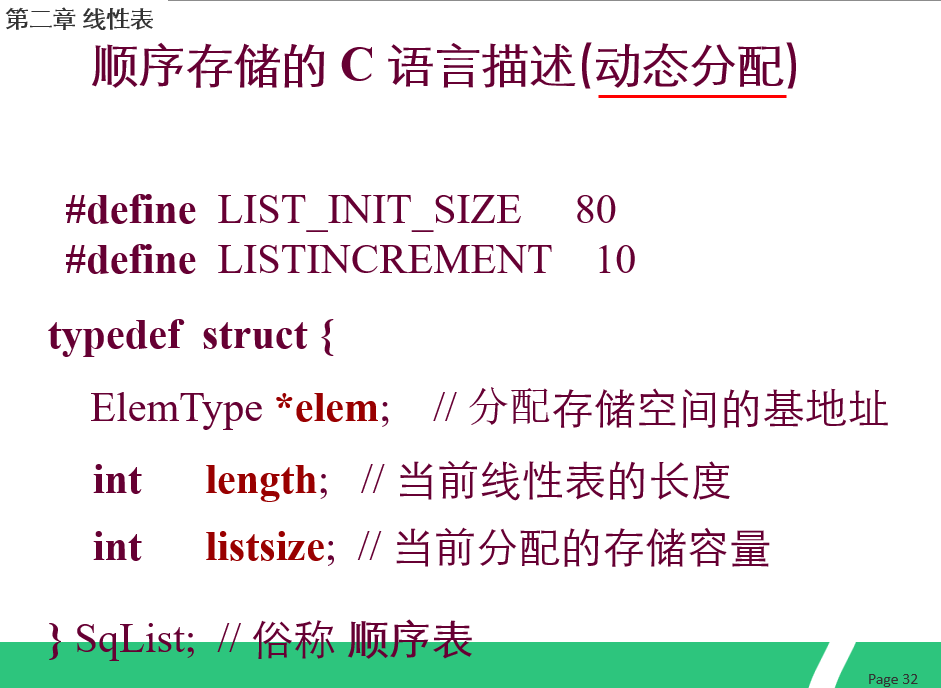 第二章 线性表
顺序存储的 C 语言描述(动态分配)
#define LIST_INIT_SIZE 80
#define LISTINCREMENT 10
typedef struct {
ElemType *elem; // 分配存储空间的基地址
int length; // 当前线性表的长度
int listsize; // 当前分配的存储容量
} SqList; // 俗称 顺序表
Page 32